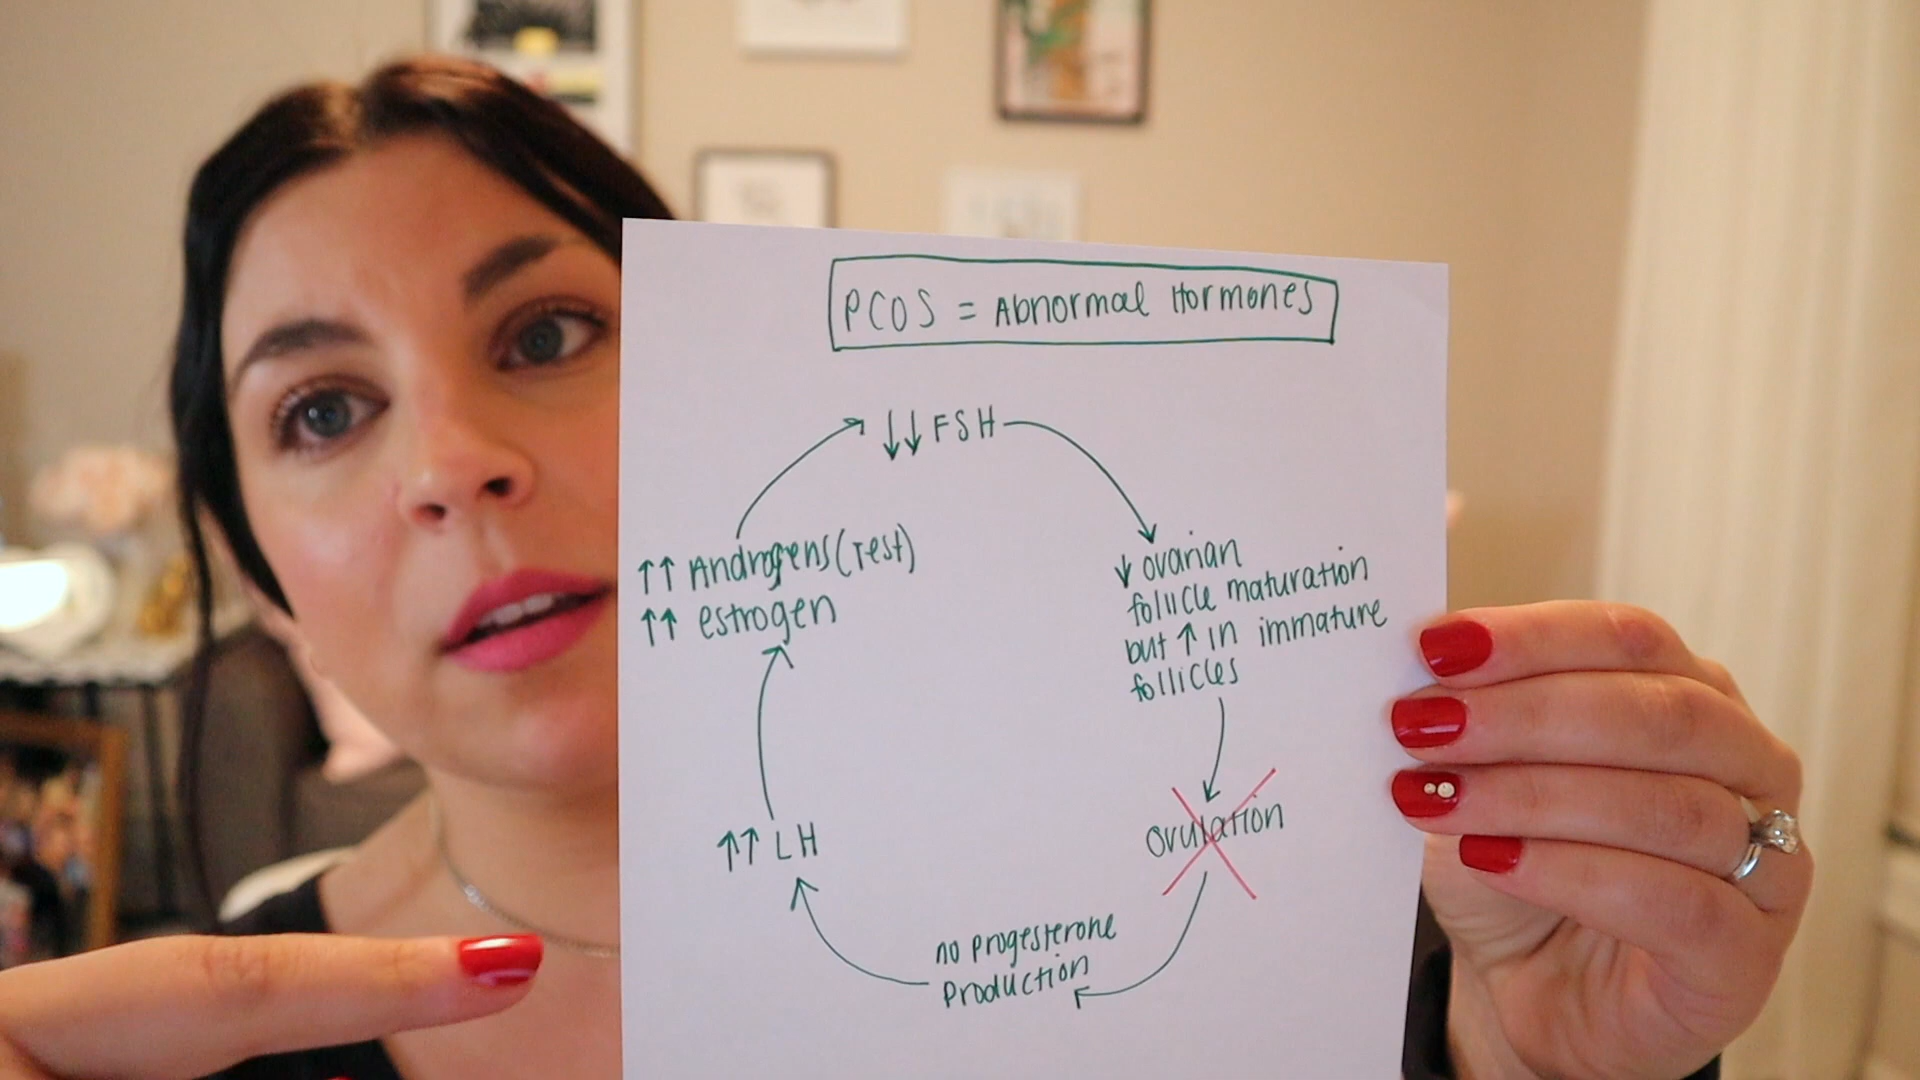 PCOS = Abnormal Hormones
↓↓ FSH
↓ ovarian
follicle maturation
but ↑ in immature
follicles
ovulation
no progesterone
production
↑↑ LH
↑↑ Androgens (Test)
↑↑ estrogen